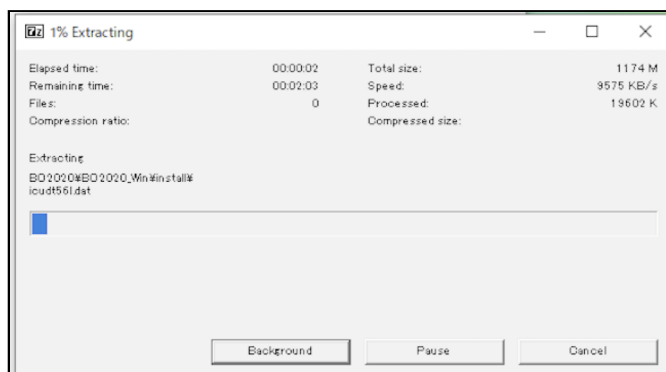 7z 1% Extracting
Elapsed time: 00:00:02 Total size: 1174 M
Remaining time: 00:02:03 Speed: 9575 KB/s
Files: 0 Processed: 19602 K
Compression ratio: Compressed size:
Extracting
BO2020¥BO2020_Win¥install¥
icudt56l.dat
Background Pause Cancel